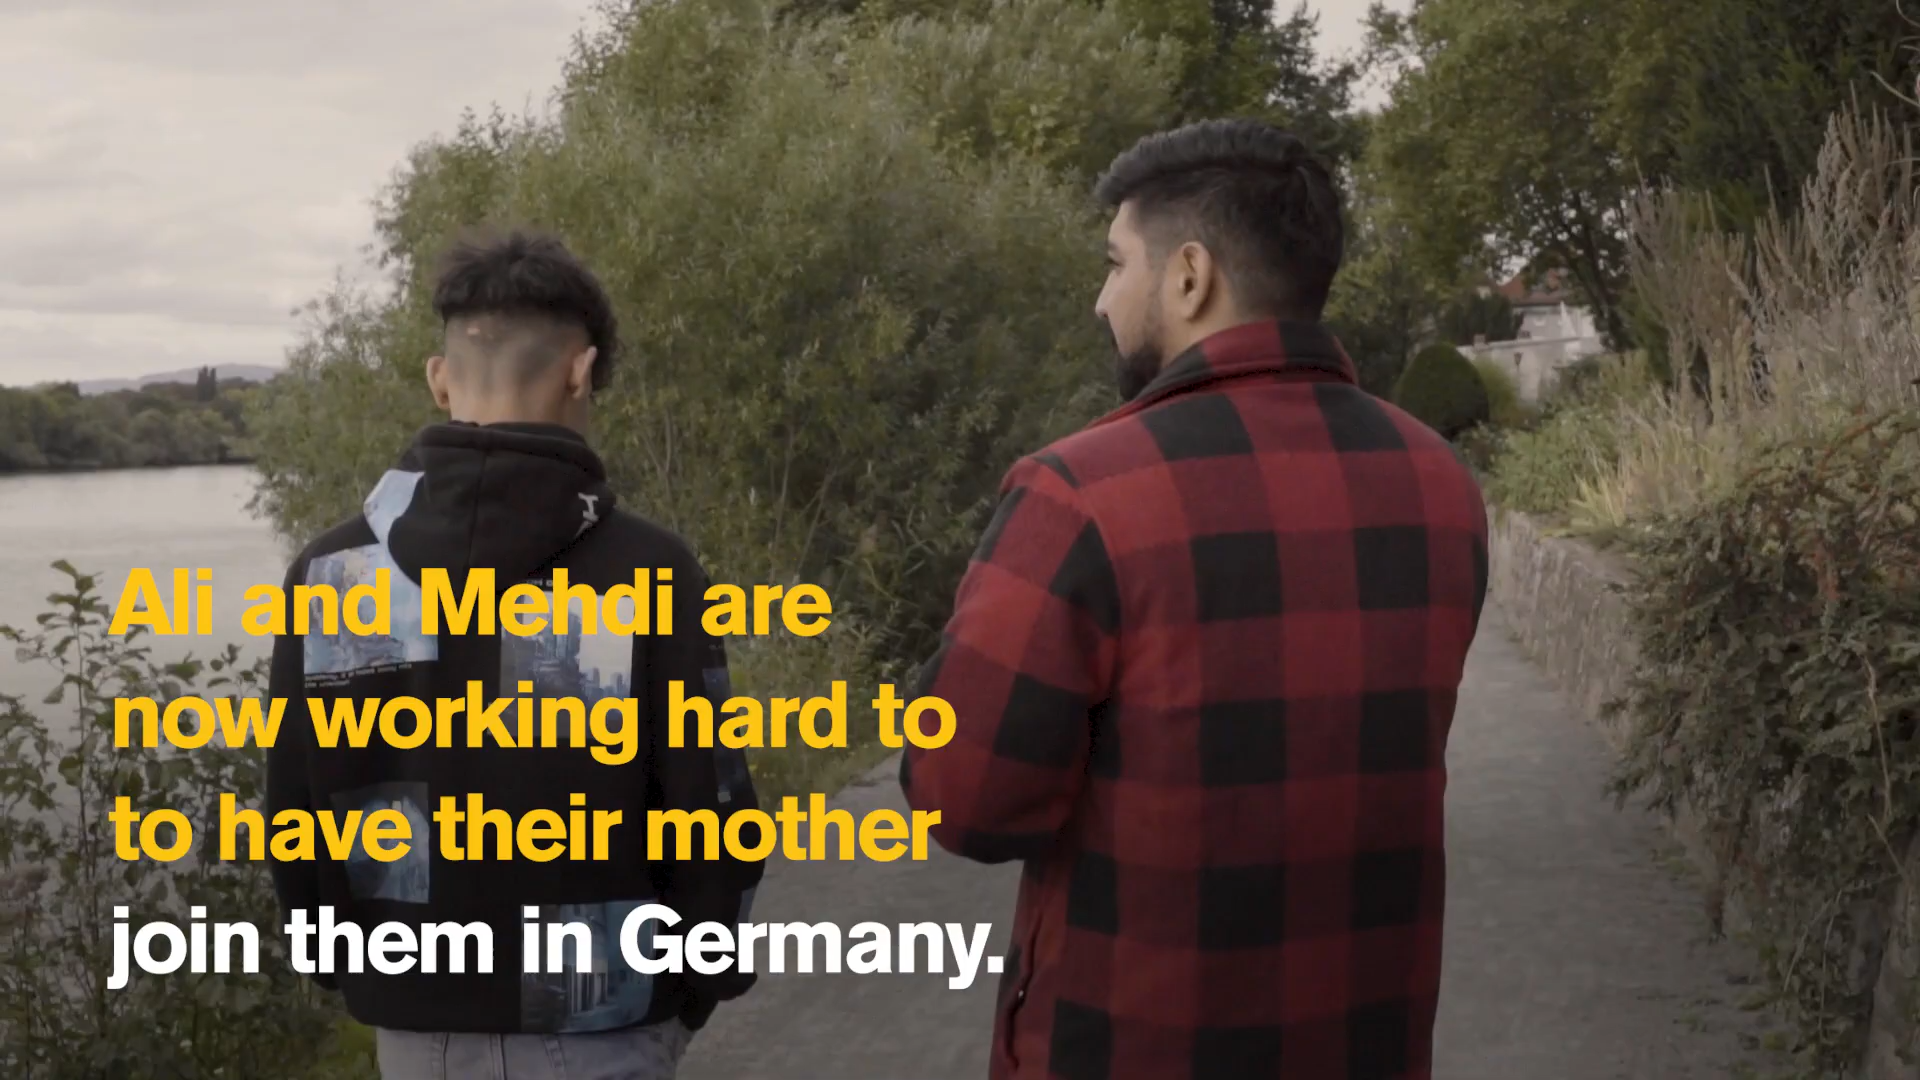 Ali and Mehdi are
now working hard to
to have their mother
join them in Germany.